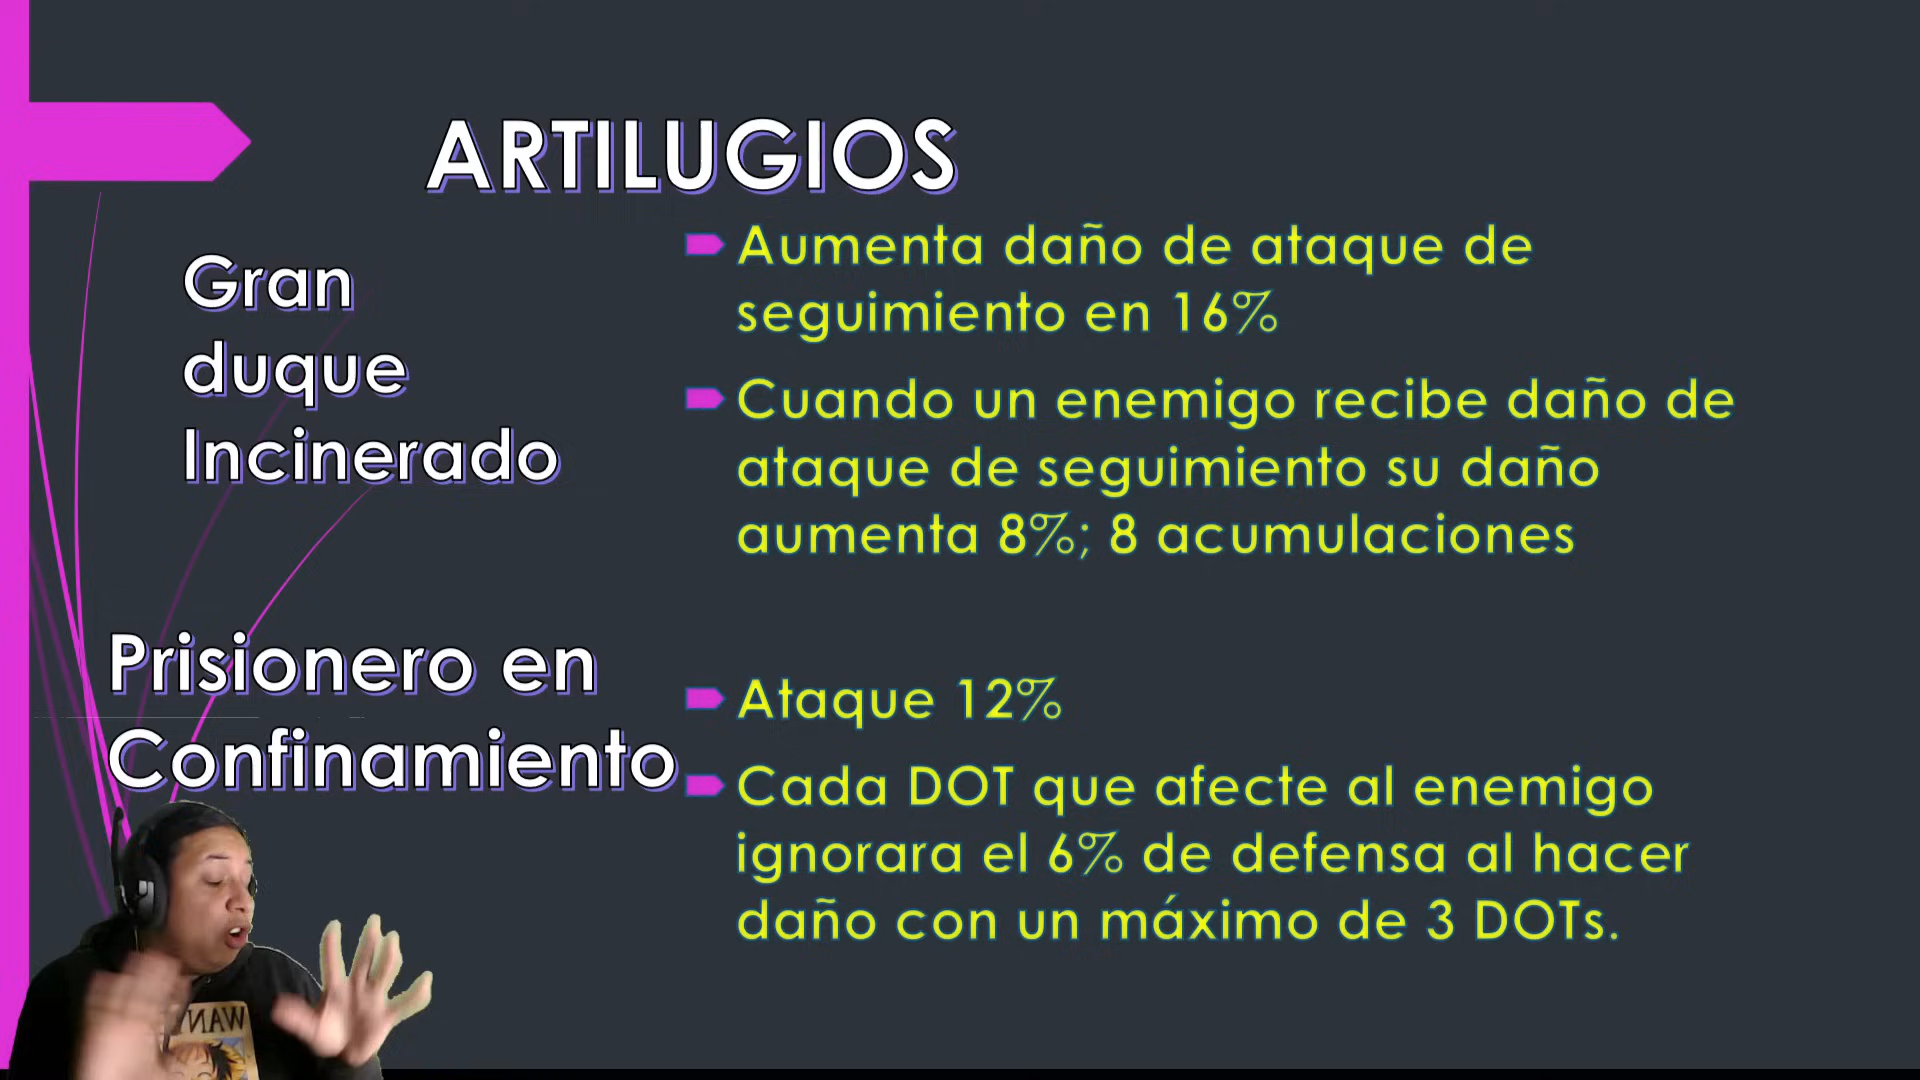 ARTILUGIOS
Gran
duque
Incinerado
Aumenta daño de ataque de
seguimiento en 16%
Cuando un enemigo recibe daño de
ataque de seguimiento su daño
aumenta 8%; 8 acumulaciones
Prisionero en
Confinamiento
Ataque 12%
Cada DOT que afecte al enemigo
ignorara el 6% de defensa al hacer
daño con un máximo de 3 DOTs.